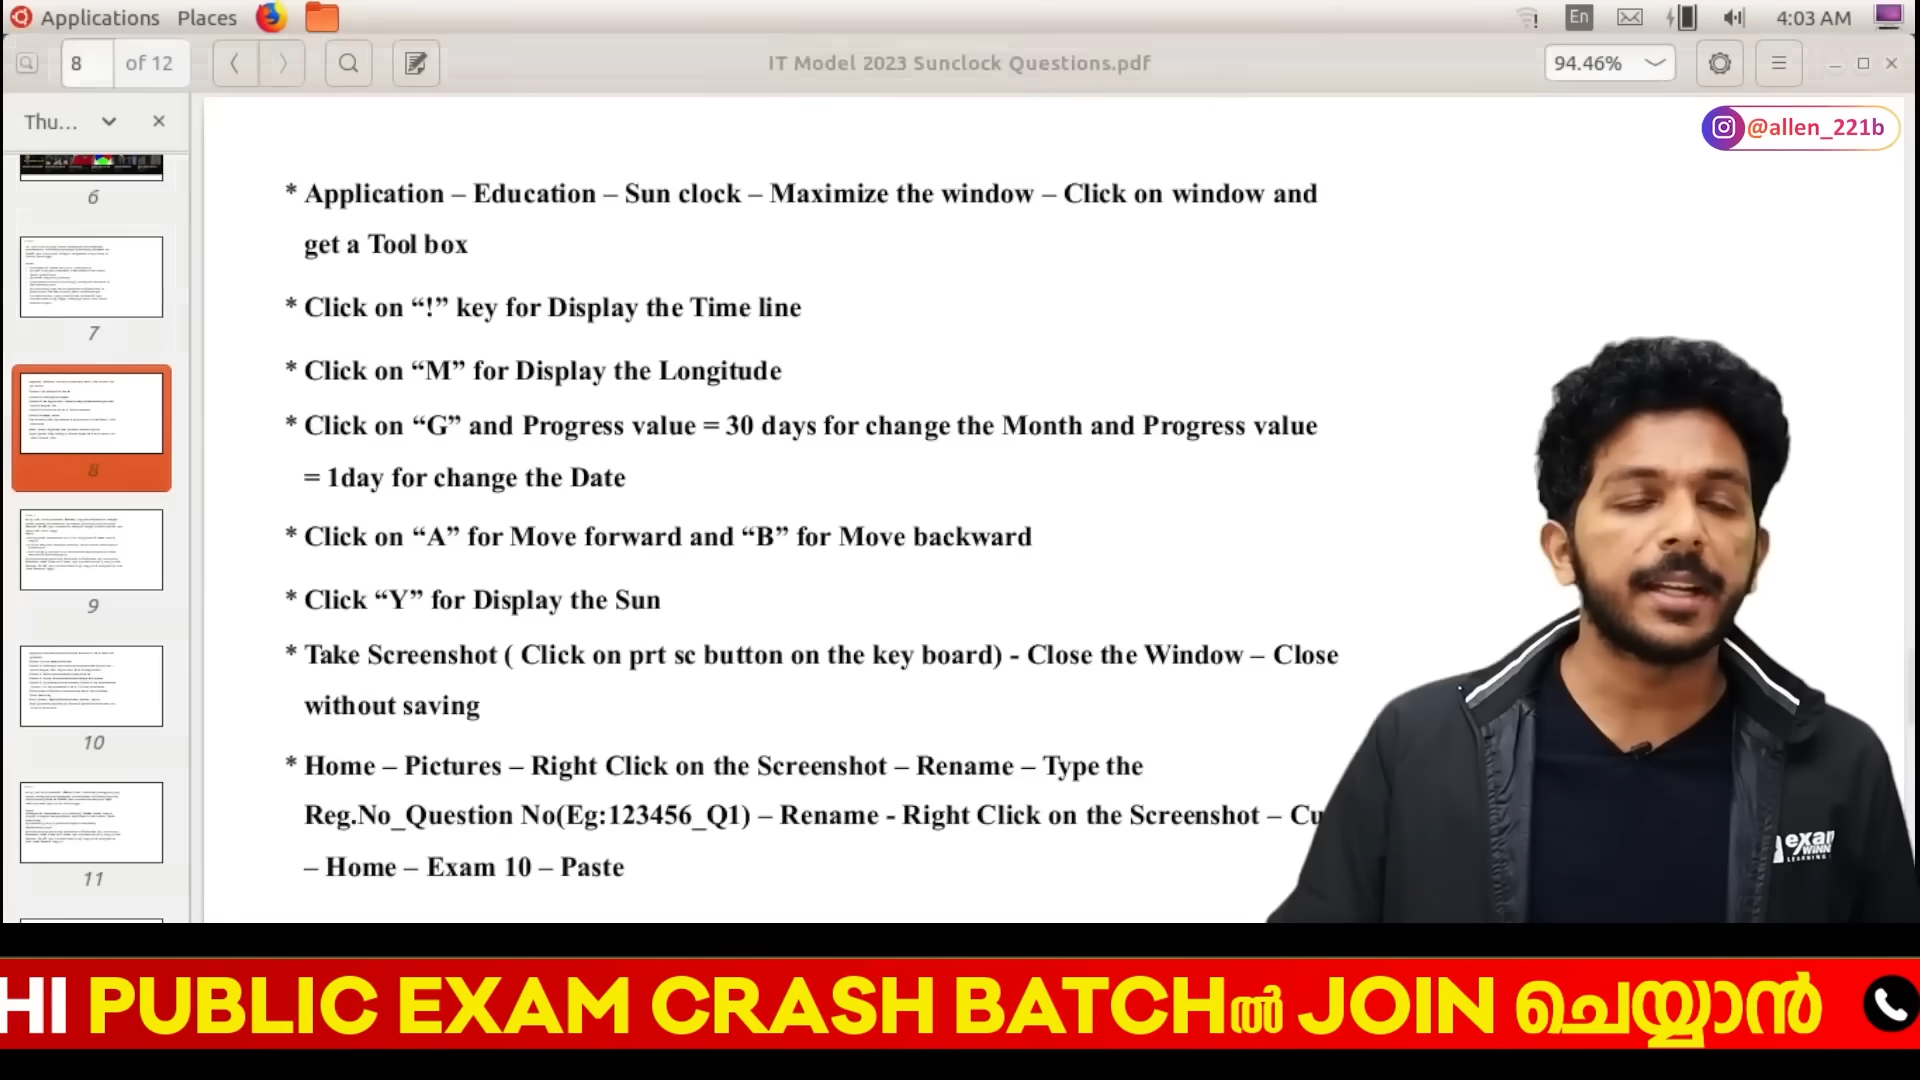 Applications Places En 4:03 AM
8 of 12 IT Model 2023 Sunclock Questions.pdf 94.46%
Thu...
@allen_221b
6
7
8
9
10
11
* Application – Education – Sun clock – Maximize the window – Click on window and
get a Tool box
* Click on “!” key for Display the Time line
* Click on “M” for Display the Longitude
* Click on “G” and Progress value = 30 days for change the Month and Progress value
= 1day for change the Date
* Click on “A” for Move forward and “B” for Move backward
* Click “Y” for Display the Sun
* Take Screenshot ( Click on prt sc button on the key board) - Close the Window – Close
without saving
* Home – Pictures – Right Click on the Screenshot – Rename – Type the
Reg.No_Question No(Eg:123456_Q1) – Rename - Right Click on the Screenshot – Cu
– Home – Exam 10 – Paste
exam
WINN
LEARNING
HI PUBLIC EXAM CRASH BATCHൽ JOIN ചെയ്യാൻ